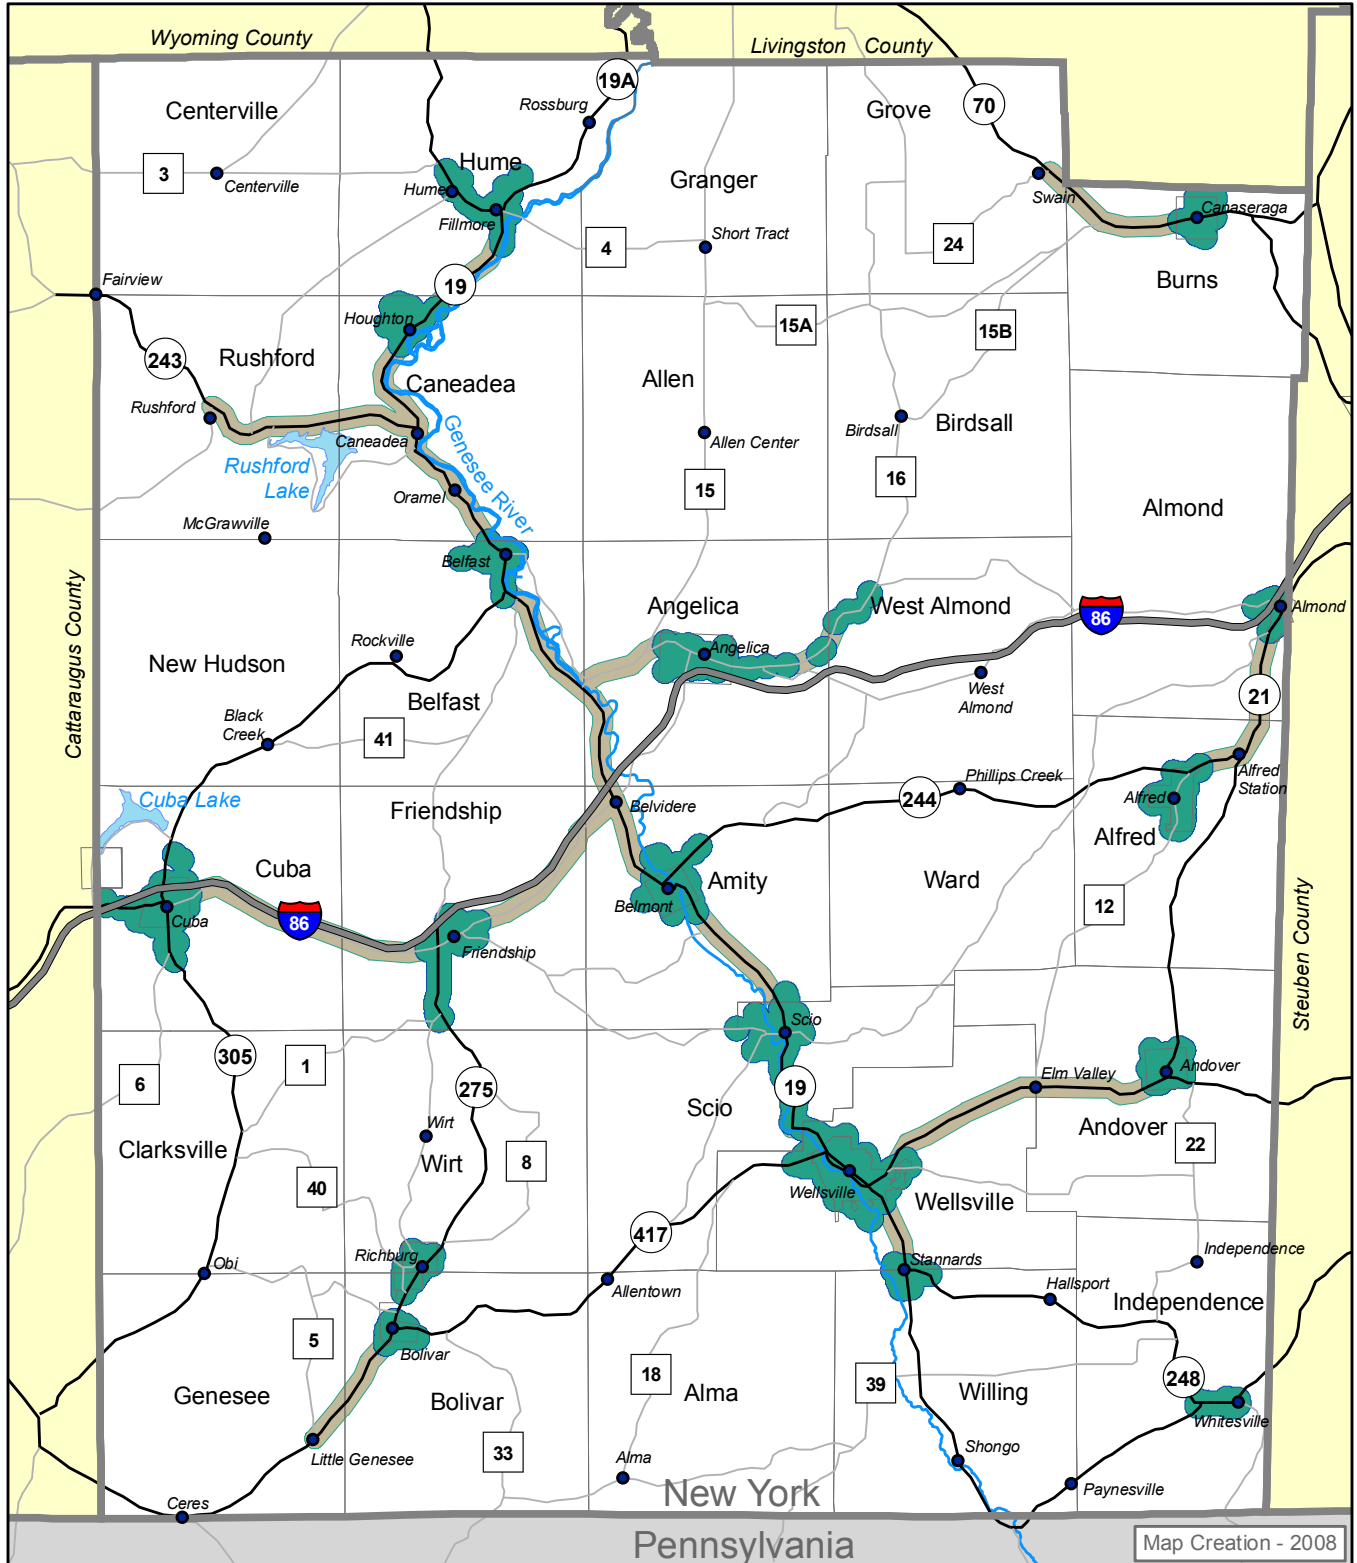 Wyoming County
Livingston County
Centerville
19A
Rossburg
Grove
70
Hume
3
Centerville
Hume
Granger
Swain
Canaseraga
Fillmore
Short Tract
4
24
Fairview
19
Burns
Houghton
15A
15B
243
Rushford
Caneadea
Allen
Rushford
Birdsall
Birdsall
Caneadea
Allen Center
Genesee River
Rushford
Lake
Oramel
15
16
McGrawville
Almond
Belfast
Cattaraugus County
Angelica
West Almond
86
Almond
Rockville
Angelica
New Hudson
West
Almond
Belfast
21
Black
Creek
41
Alfred
Station
Phillips Creek
Cuba Lake
Friendship
Belvidere
244
Alfred
Alfred
Cuba
Amity
Ward
Belmont
12
Cuba
86
Friendship
Steuben County
Scio
305
1
6
275
19
Elm Valley
Andover
Scio
Wirt
Clarksville
Wirt
Andover
22
8
40
Wellsville
Wellsville
417
Richburg
Obi
Stannards
Independence
Allentown
Hallsport
Independence
5
Bolivar
18
39
248
Genesee
Bolivar
Alma
Willing
Whitesville
Little Genesee
33
Alma
Shongo
Paynesville
Ceres
New York
Pennsylvania
Map Creation - 2008